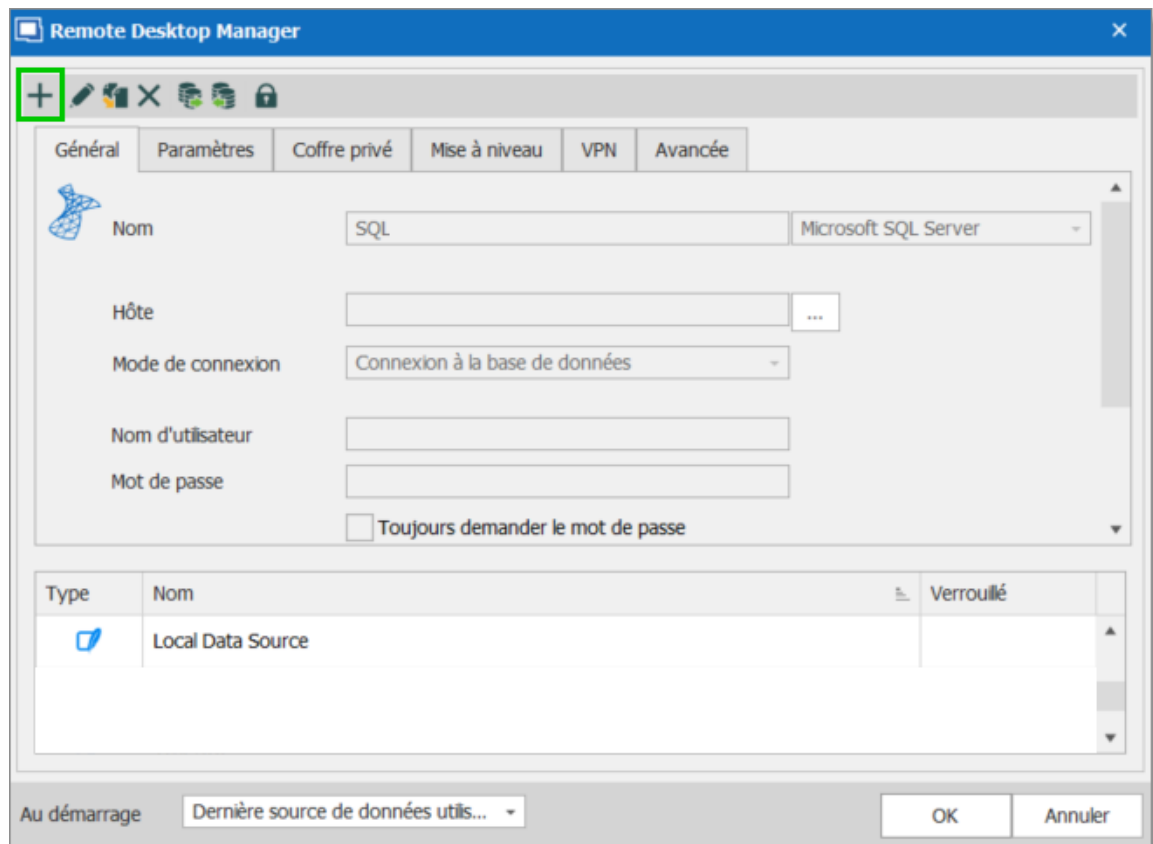 Remote Desktop Manager
Général Paramètres Coffre privé Mise à niveau VPN Avancée
Nom SQL Microsoft SQL Server
Hôte ...
Mode de connexion Connexion à la base de données
Nom d'utilisateur
Mot de passe
Toujours demander le mot de passe
Type Nom Verrouillé
Local Data Source
Au démarrage Dernière source de données utilis... OK Annuler